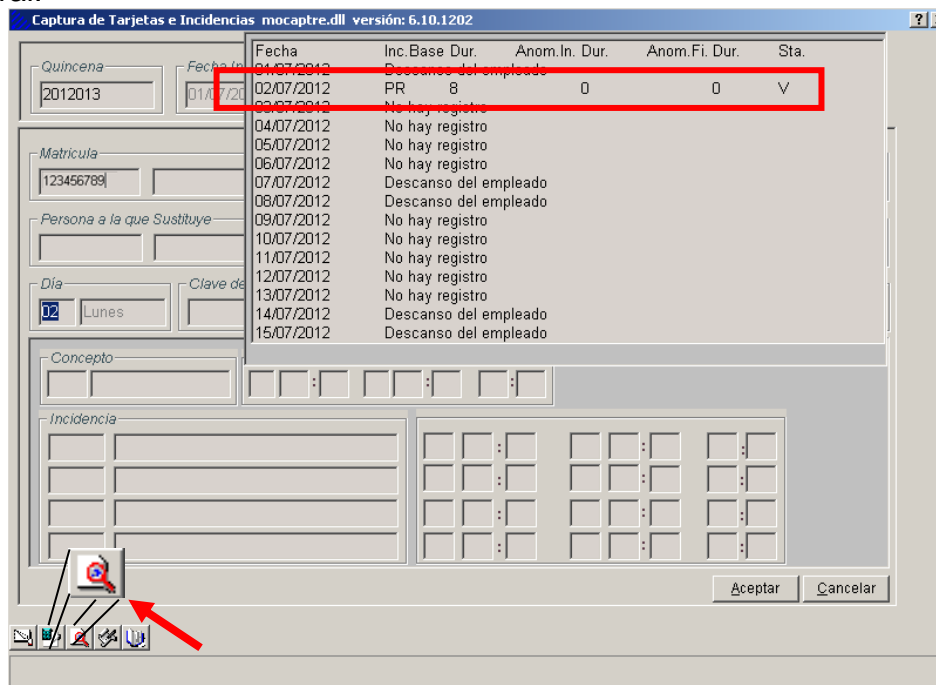 Captura de Tarjetas e Incidencias mocaptre.dll versión: 6.10.1202
Quincena
2012013
01/07/20
Fecha Inc.Base Dur. Anom.In. Dur. Anom.Fi. Dur. Sta.
01/07/2012 Descanso del empleado
02/07/2012 PR 8 0 0 V
03/07/2012 No hay registro
04/07/2012 No hay registro
05/07/2012 No hay registro
06/07/2012 No hay registro
07/07/2012 Descanso del empleado
08/07/2012 Descanso del empleado
09/07/2012 No hay registro
10/07/2012 No hay registro
11/07/2012 No hay registro
12/07/2012 No hay registro
13/07/2012 No hay registro
14/07/2012 Descanso del empleado
15/07/2012 Descanso del empleado
Matricula
123456789
Persona a la que Sustituye
Día
02 Lunes
Clave de
Concepto
: : :
Incidencia
: : :
: : :
: : :
: : :
Aceptar Cancelar